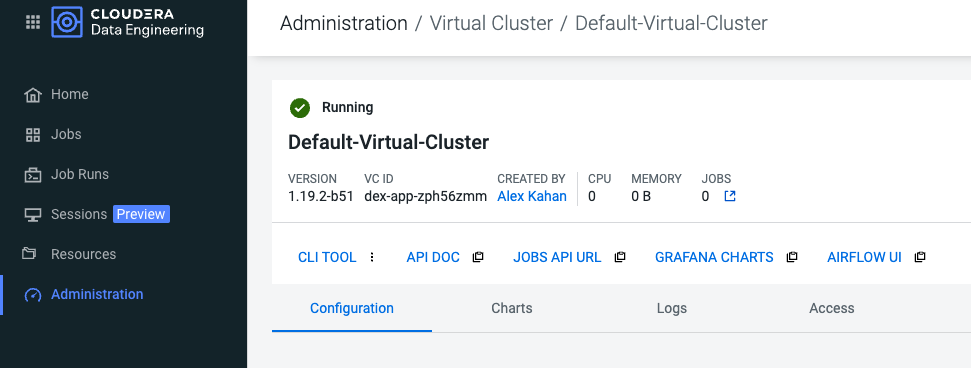 CLOUDERA
Data Engineering
Home
Jobs
Job Runs
Sessions Preview
Resources
Administration
Administration / Virtual Cluster / Default-Virtual-Cluster
Running
Default-Virtual-Cluster
VERSION VC ID CREATED BY CPU MEMORY JOBS
1.19.2-b51 dex-app-zph56zmm Alex Kahan 0 0 B 0
CLI TOOL API DOC JOBS API URL GRAFANA CHARTS AIRFLOW UI
Configuration Charts Logs Access